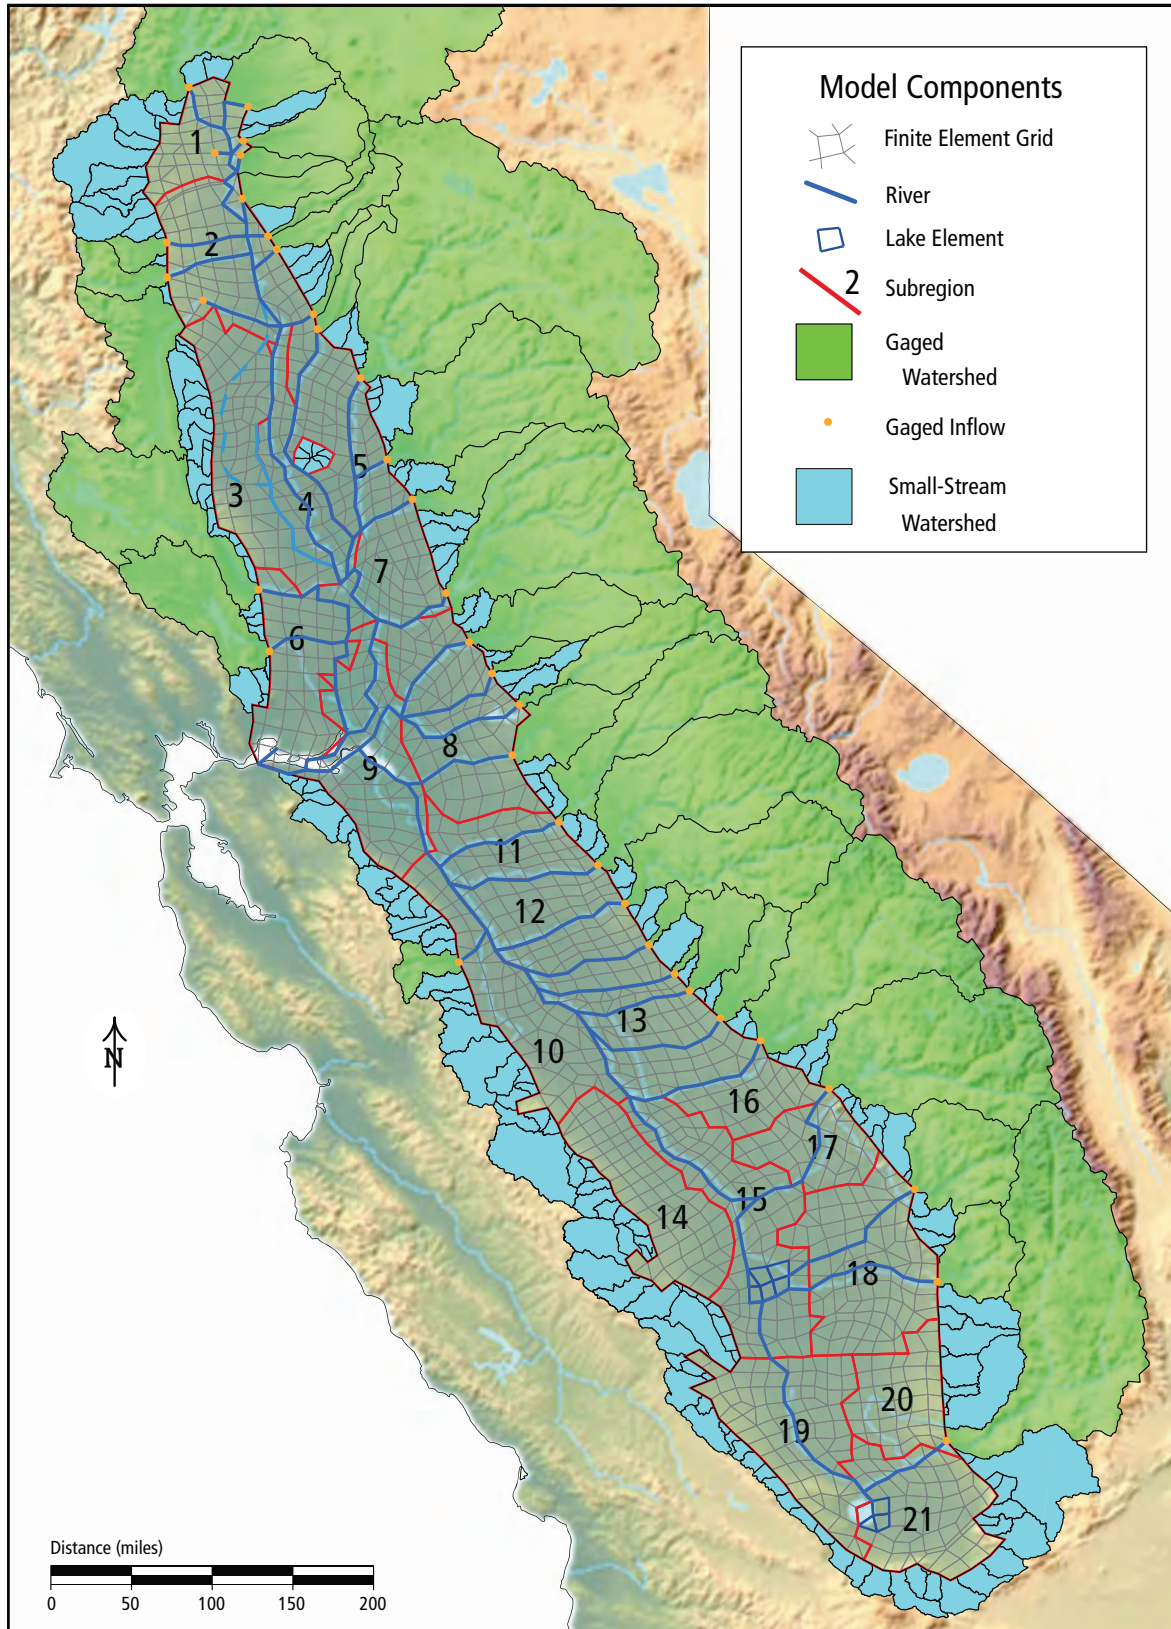 Model Components
Finite Element Grid
River
Lake Element
2
Subregion
Gaged
Watershed
Gaged Inflow
Small-Stream
Watershed
1
2
3
4
5
6
7
8
9
10
11
12
13
14
15
16
17
18
19
20
21
N
Distance (miles)
0 50 100 150 200